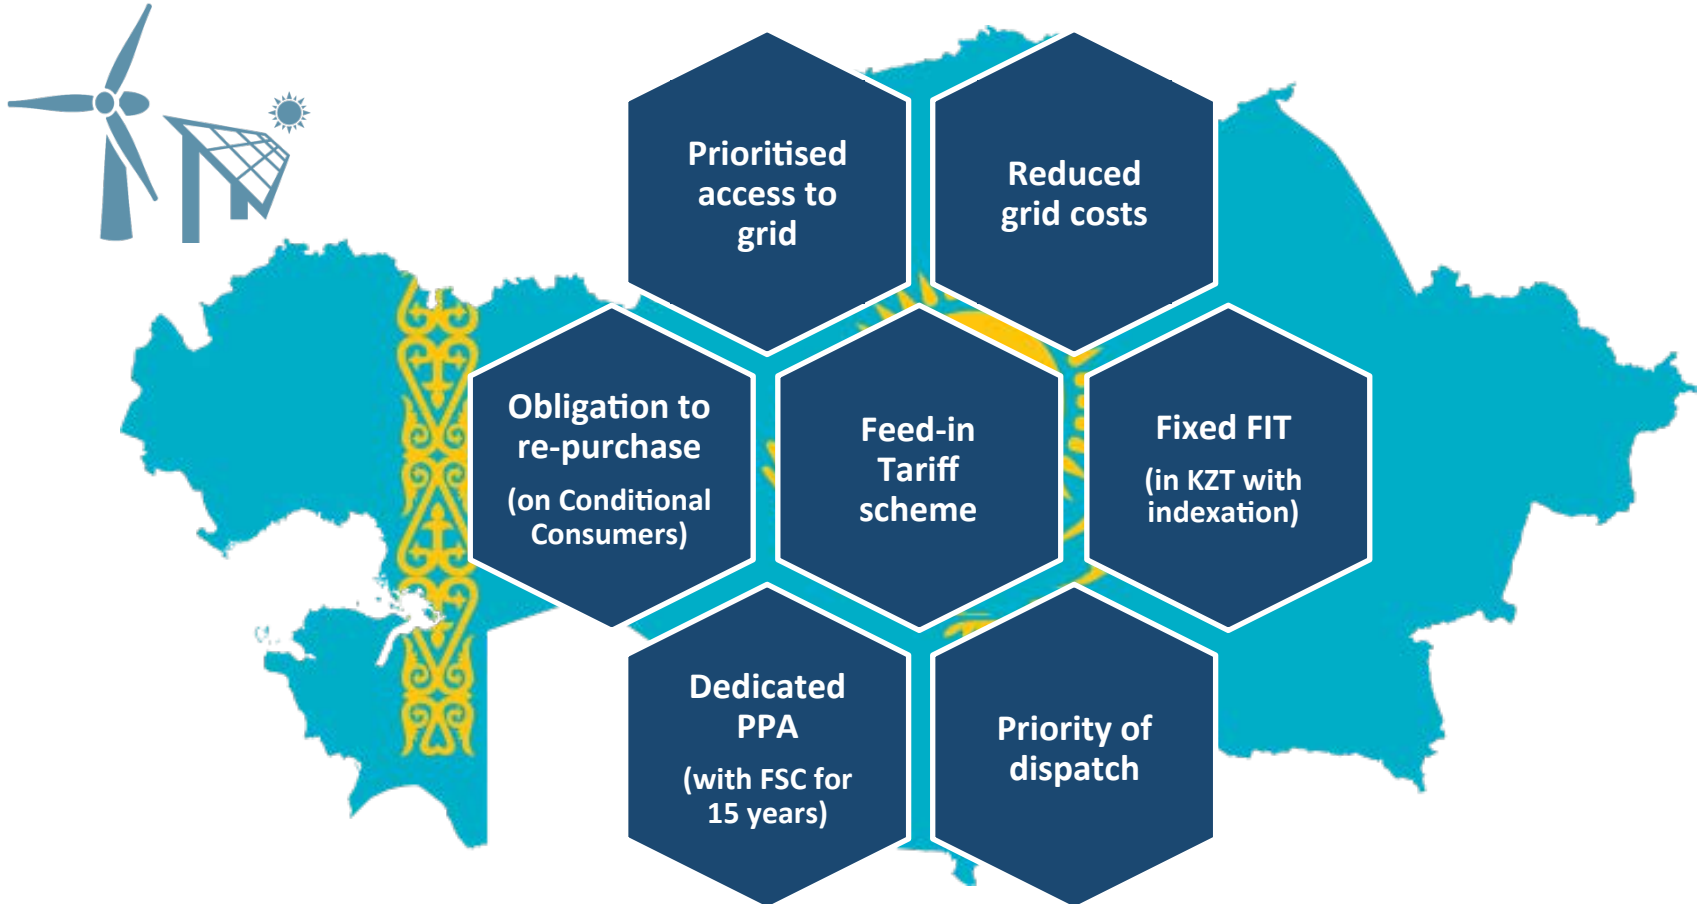 Prioritised
access to
grid
Reduced
grid costs
Obligation to
re-purchase
(on Conditional
Consumers)
Feed-in
Tariff
scheme
Fixed FIT
(in KZT with
indexation)
Dedicated
PPA
(with FSC for
15 years)
Priority of
dispatch